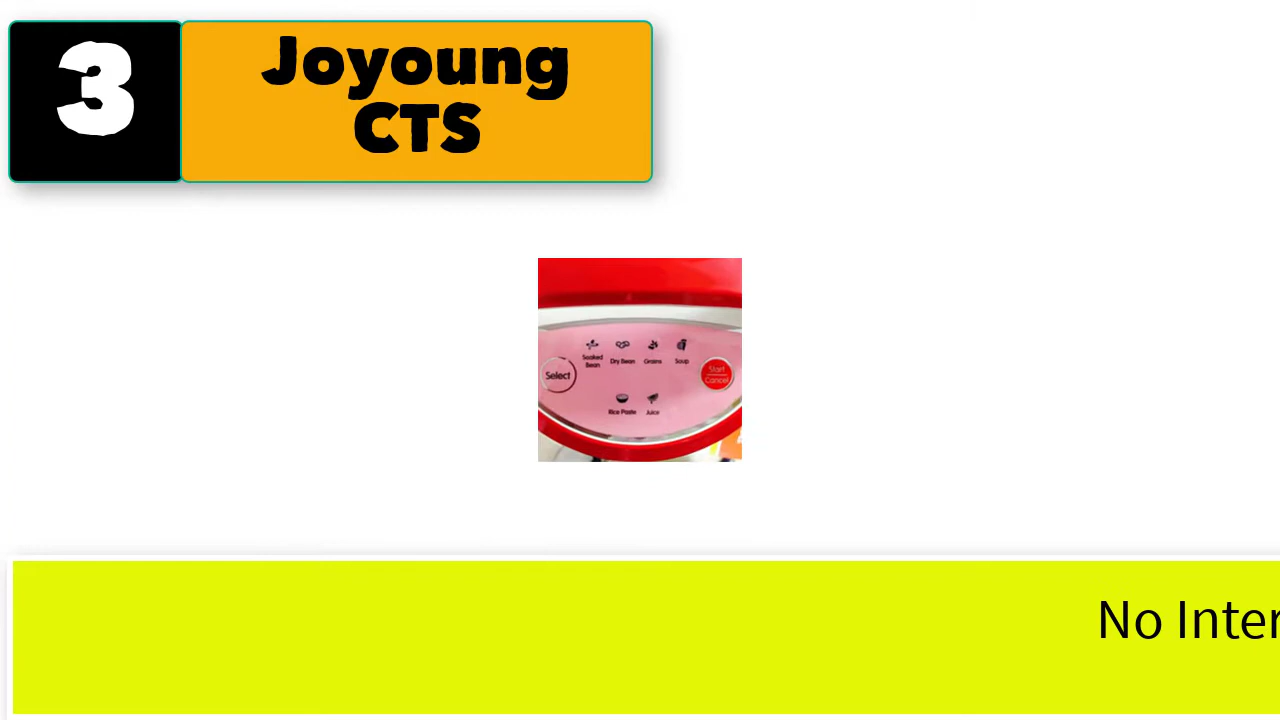 3
Joyoung
CTS
Soaked
Bean
Dry Bean
Grains
Soup
Select
Start
Cancel
Rice Paste
Juice
No Inter